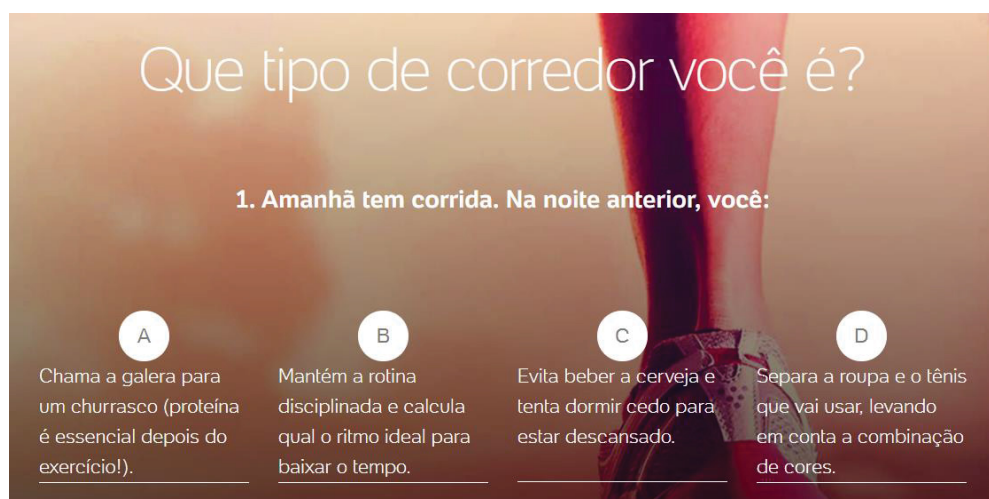 Que tipo de corredor você é?
1. Amanhã tem corrida. Na noite anterior, você:
A
Chama a galera para
um churrasco (proteína
é essencial depois do
exercício!).
B
Mantém a rotina
disciplinada e calcula
qual o ritmo ideal para
baixar o tempo.
C
Evita beber a cerveja e
tenta dormir cedo para
estar descansado.
D
Separa a roupa e o tênis
que vai usar, levando
em conta a combinação
de cores.